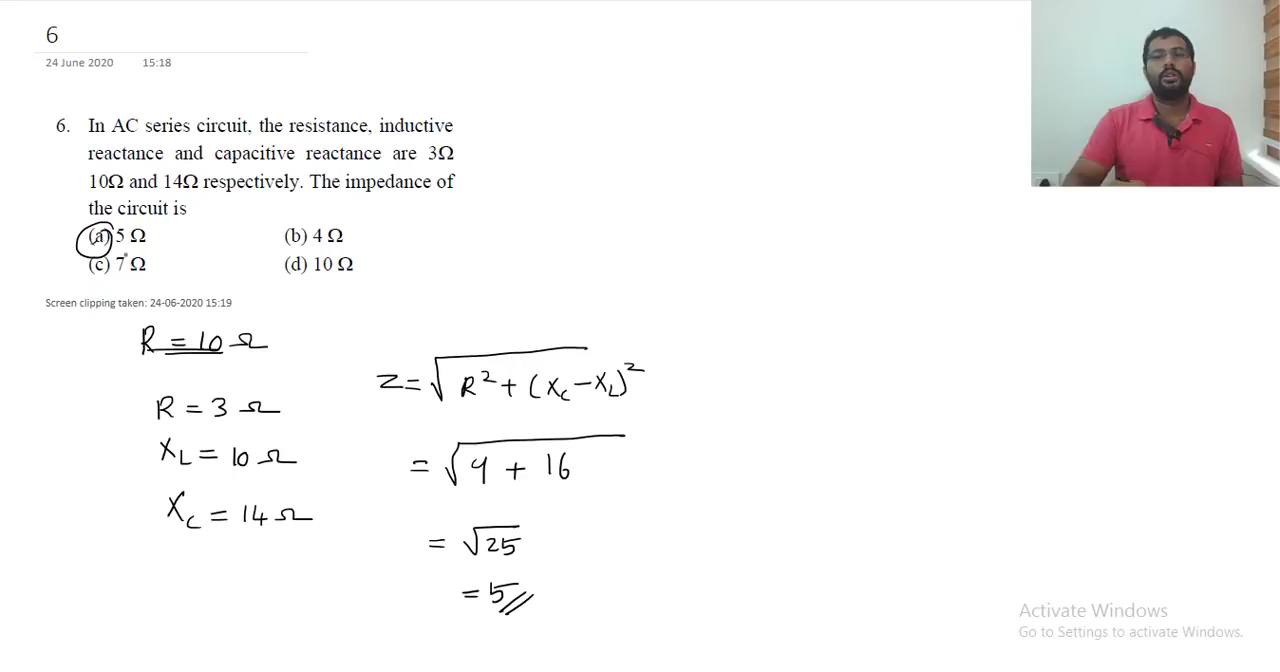 6
24 June 2020 15:18
6. In AC series circuit, the resistance, inductive
reactance and capacitive reactance are 3Ω
10Ω and 14Ω respectively. The impedance of
the circuit is
(a) 5 Ω (b) 4 Ω
(c) 7 Ω (d) 10 Ω
Screen clipping taken: 24-06-2020 15:19
R = 10 Ω
R = 3 Ω
X_L = 10 Ω
X_C = 14 Ω
Z = √(R² + (X_C − X_L)²)
= √(9 + 16)
= √25
= 5
Activate Windows
Go to Settings to activate Windows.